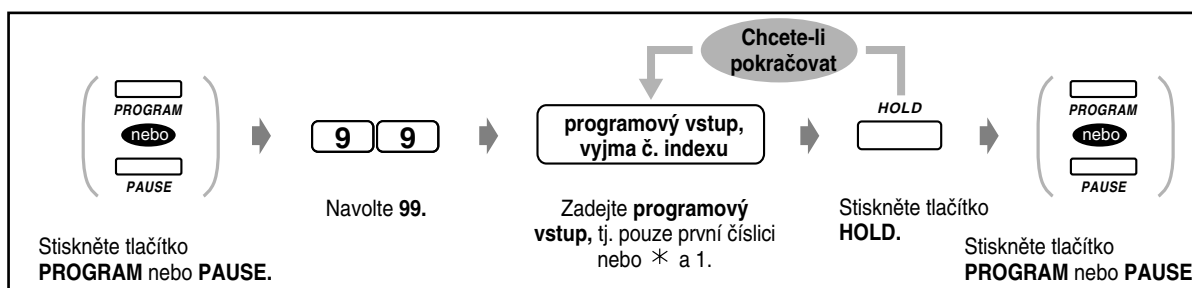 Chcete-li
pokračovat
PROGRAM
nebo
PAUSE
Stiskněte tlačítko
PROGRAM nebo PAUSE.
9 9
Navolte 99.
programový vstup,
vyjma č. indexu
Zadejte programový
vstup, tj. pouze první číslici
nebo ✳ a 1.
HOLD
Stiskněte tlačítko
HOLD.
PROGRAM
nebo
PAUSE
Stiskněte tlačítko
PROGRAM nebo PAUSE